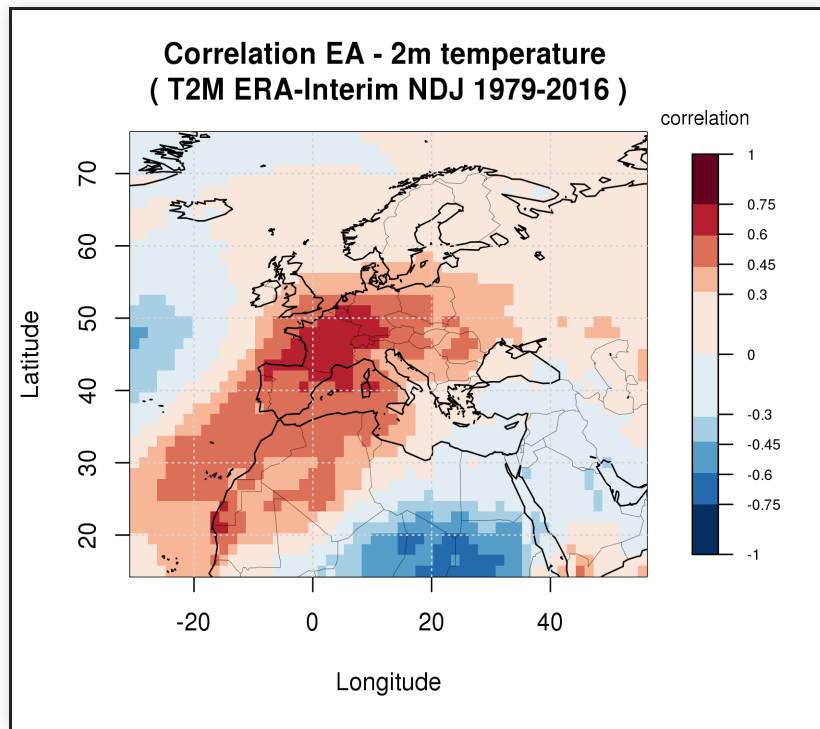 Correlation EA - 2m temperature
( T2M ERA-Interim NDJ 1979-2016 )
correlation
1
0.75
0.6
0.45
0.3
0
-0.3
-0.45
-0.6
-0.75
-1
70
60
50
40
30
20
Latitude
-20 0 20 40
Longitude